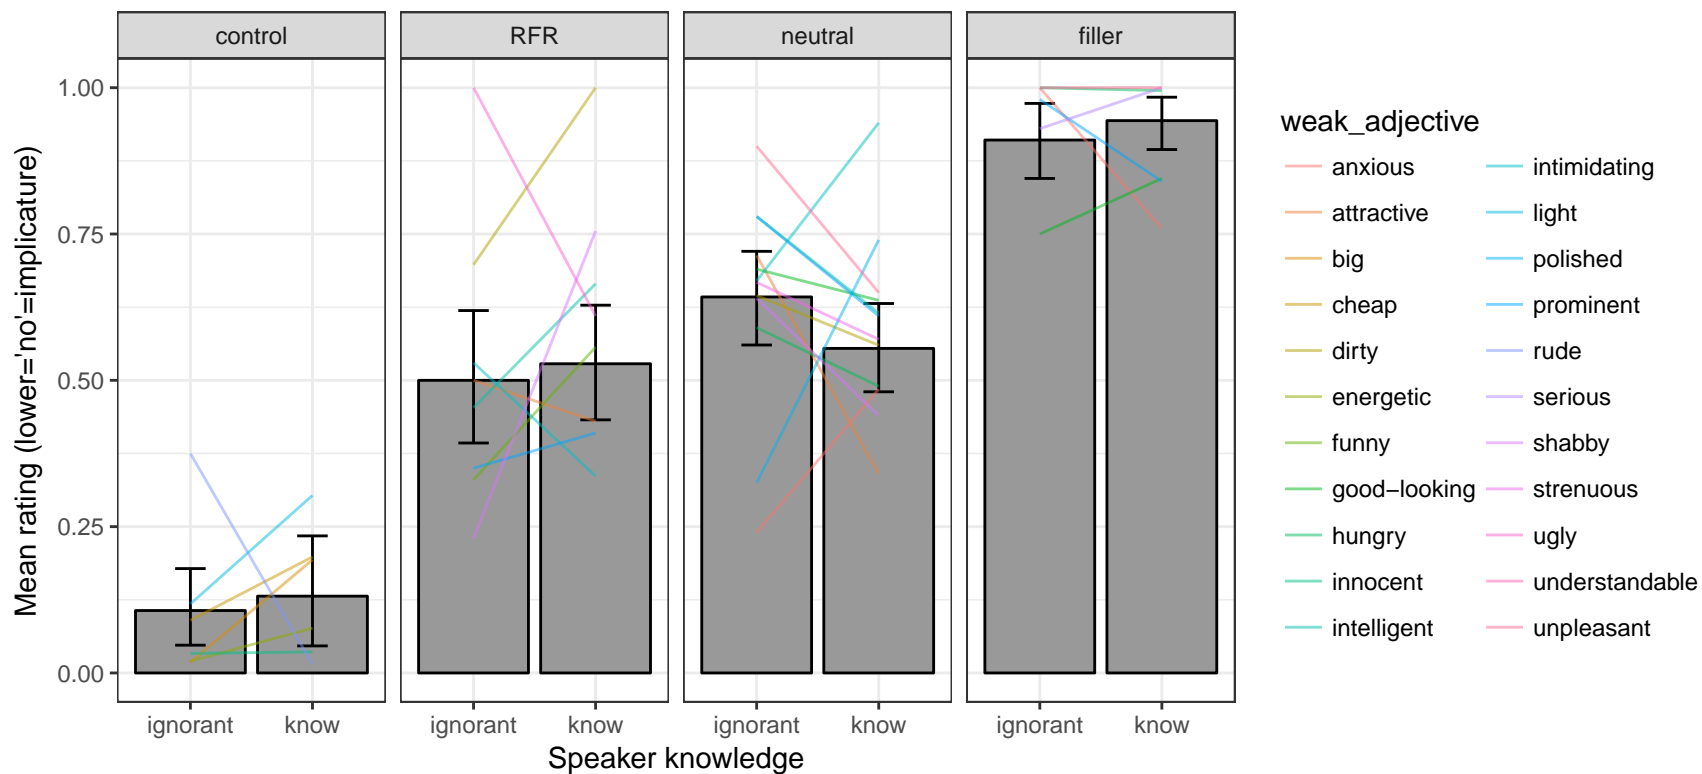 control RFR neutral filler
Mean rating (lower='no'=implicature)
1.00
0.75
0.50
0.25
0.00
ignorant know ignorant know ignorant know ignorant know
Speaker knowledge
weak_adjective
anxious intimidating
attractive light
big polished
cheap prominent
dirty rude
energetic serious
funny shabby
good−looking strenuous
hungry ugly
innocent understandable
intelligent unpleasant